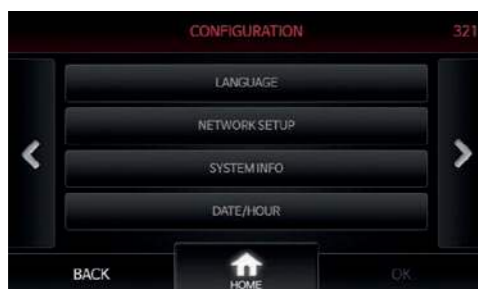 CONFIGURATION 321
LANGUAGE
NETWORK SETUP
SYSTEM INFO
DATE/HOUR
BACK HOME OK